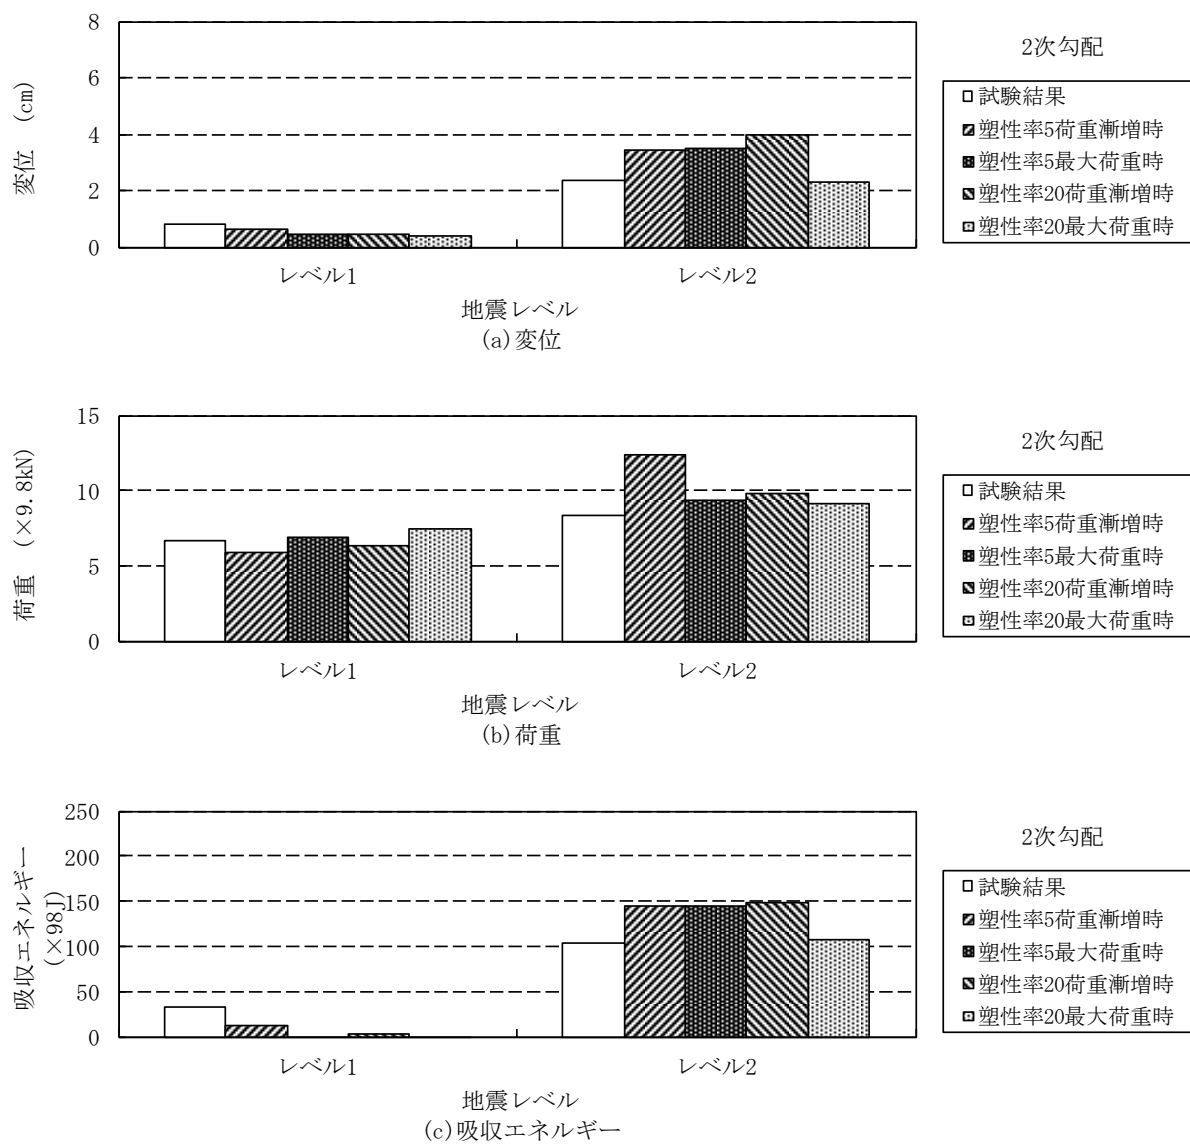 8
6
4
2
0
変位 (cm)
レベル1
レベル2
地震レベル
(a)変位
2次勾配
試験結果
塑性率5荷重漸増時
塑性率5最大荷重時
塑性率20荷重漸増時
塑性率20最大荷重時
15
10
5
0
荷重 (×9.8kN)
レベル1
レベル2
地震レベル
(b)荷重
2次勾配
試験結果
塑性率5荷重漸増時
塑性率5最大荷重時
塑性率20荷重漸増時
塑性率20最大荷重時
250
200
150
100
50
0
吸収エネルギー
(×98J)
レベル1
レベル2
地震レベル
(c)吸収エネルギー
2次勾配
試験結果
塑性率5荷重漸増時
塑性率5最大荷重時
塑性率20荷重漸増時
塑性率20最大荷重時